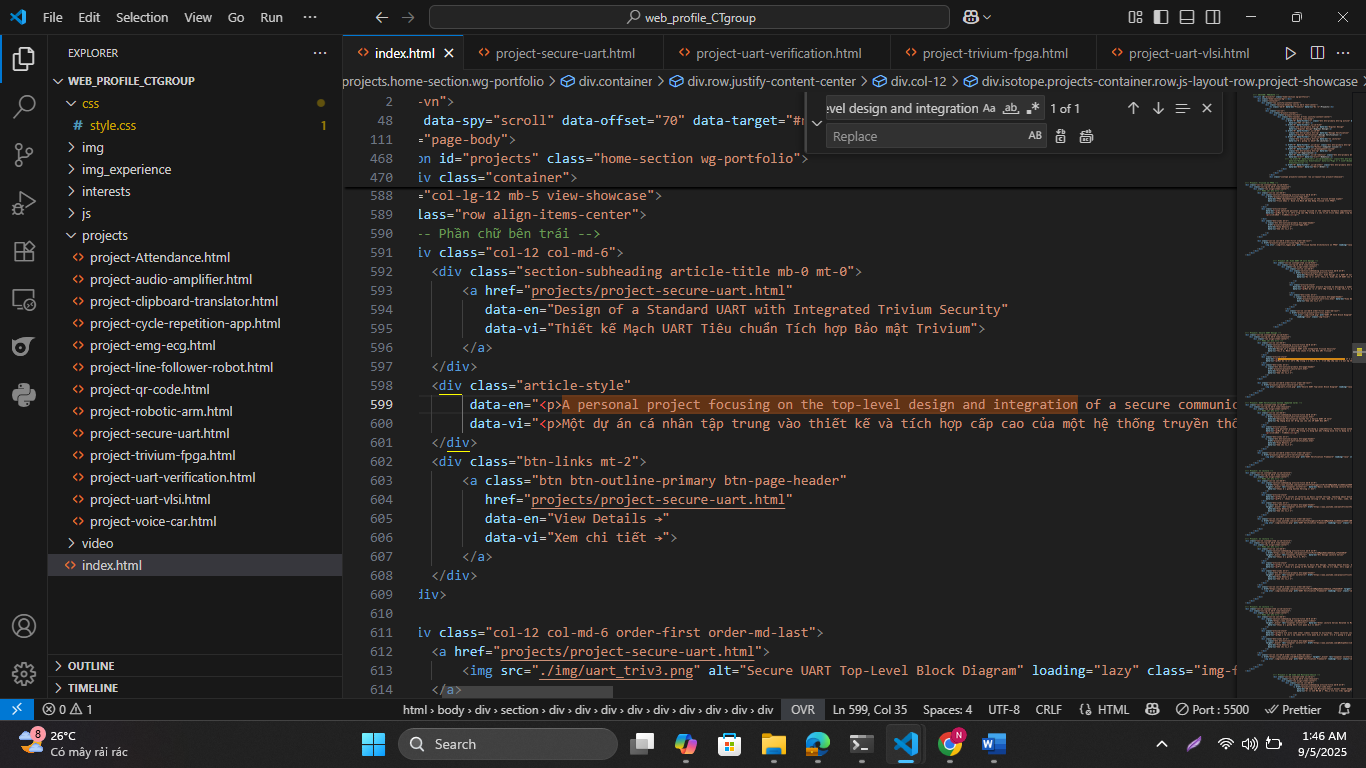 File Edit Selection View Go Run ···
web_profile_CTgroup
EXPLORER ···
WEB_PROFILE_CTGROUP
css
# style.css 1
img
img_experience
interests
js
projects
project-Attendance.html
project-audio-amplifier.html
project-clipboard-translator.html
project-cycle-repetition-app.html
project-emg-ecg.html
project-line-follower-robot.html
project-qr-code.html
project-robotic-arm.html
project-secure-uart.html
project-trivium-fpga.html
project-uart-verification.html
project-uart-vlsi.html
project-voice-car.html
video
index.html
OUTLINE
TIMELINE
index.html project-secure-uart.html project-uart-verification.html project-trivium-fpga.html project-uart-vlsi.html ···
projects.home-section.wg-portfolio > div.container > div.row.justify-content-center > div.col-12 > div.isotope.projects-container.row.js-layout-row.project-showcase >
evel design and integration Aa ab .* 1 of 1
Replace AB
2 -vn">
48 data-spy="scroll" data-offset="70" data-target="#n
111 ="page-body">
468 on id="projects" class="home-section wg-portfolio">
470 iv class="container">
588 ="col-lg-12 mb-5 view-showcase">
589 lass="row align-items-center">
590 -- Phần chữ bên trái -->
591 iv class="col-12 col-md-6">
592 <div class="section-subheading article-title mb-0 mt-0">
593 <a href="projects/project-secure-uart.html"
594 data-en="Design of a Standard UART with Integrated Trivium Security"
595 data-vi="Thiết kế Mạch UART Tiêu chuẩn Tích hợp Bảo mật Trivium">
596 </a>
597 </div>
598 <div class="article-style"
599 data-en="<p>A personal project focusing on the top-level design and integration of a secure communic
600 data-vi="<p>Một dự án cá nhân tập trung vào thiết kế và tích hợp cấp cao của một hệ thống truyền thô
601 </div>
602 <div class="btn-links mt-2">
603 <a class="btn btn-outline-primary btn-page-header"
604 href="projects/project-secure-uart.html"
605 data-en="View Details →"
606 data-vi="Xem chi tiết →">
607 </a>
608 </div>
609 div>
610
611 iv class="col-12 col-md-6 order-first order-md-last">
612 <a href="projects/project-secure-uart.html">
613 <img src="./img/uart_triv3.png" alt="Secure UART Top-Level Block Diagram" loading="lazy" class="img-f
614 </a>
0 1 html > body > div > section > div > div > div > div > div > div > div > div > div OVR Ln 599, Col 35 Spaces: 4 UTF-8 CRLF {} HTML Port : 5500 Prettier
8 26°C
Có mây rải rác
Search
N
1:46 AM
9/5/2025